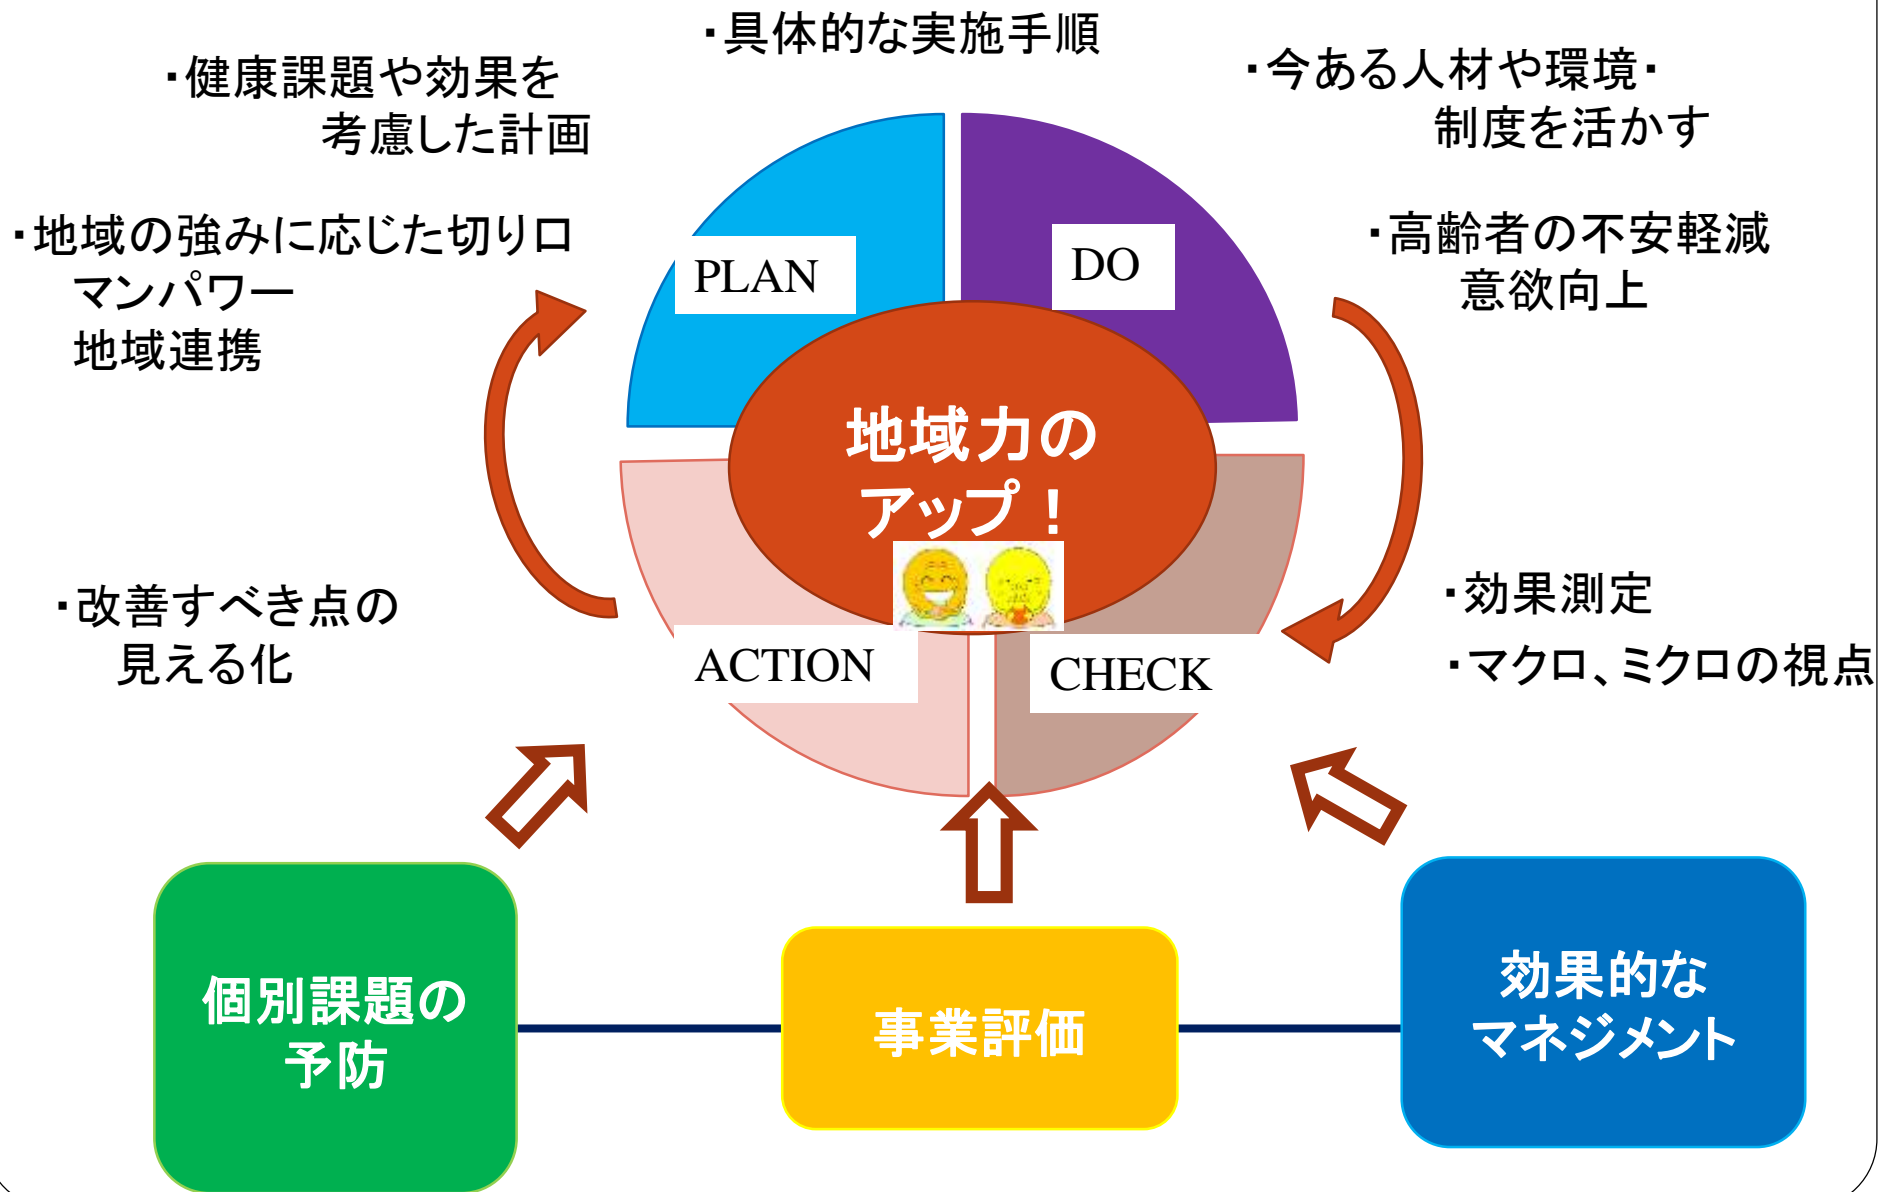 ・具体的な実施手順
・健康課題や効果を
考慮した計画
・今ある人材や環境・
制度を活かす
・地域の強みに応じた切り口
マンパワー
地域連携
・高齢者の不安軽減
意欲向上
PLAN
DO
地域力の
アップ！
・改善すべき点の
見える化
・効果測定
・マクロ、ミクロの視点
ACTION
CHECK
個別課題の
予防
事業評価
効果的な
マネジメント